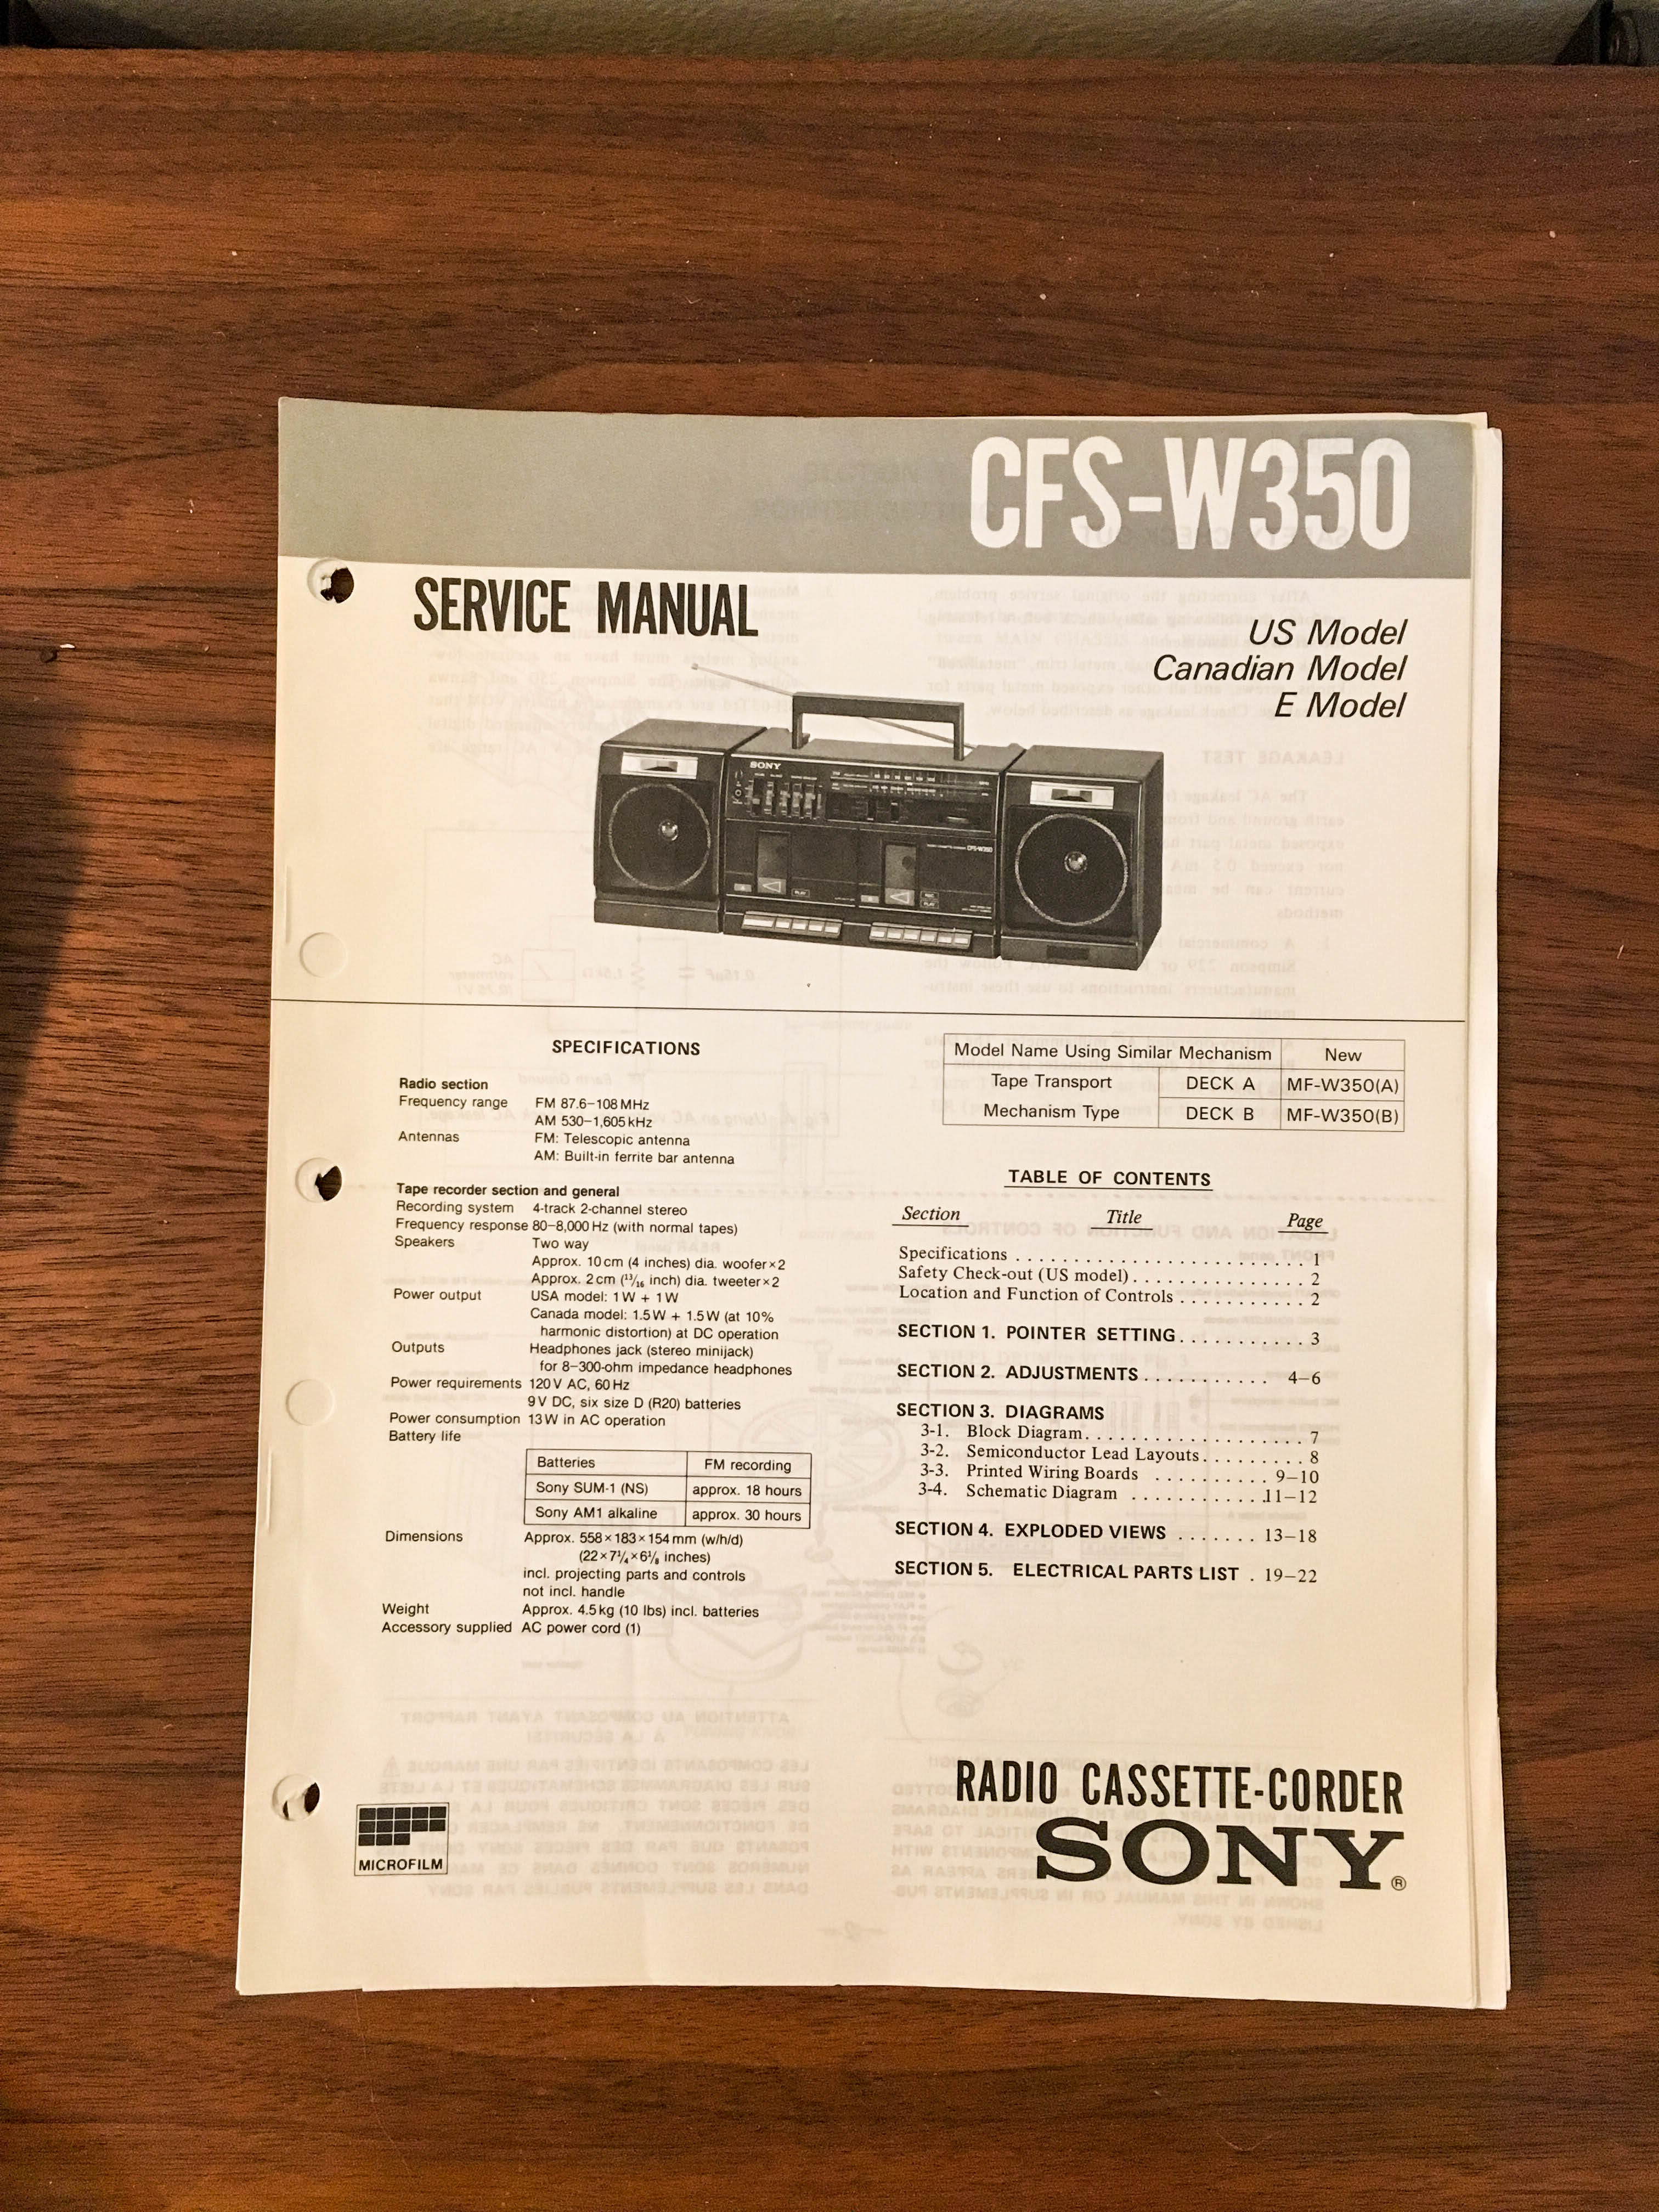 CFS-W350
SERVICE MANUAL
US Model
Canadian Model
E Model
SONY
CFS-W350
SPECIFICATIONS
Radio section
Frequency range FM 87.6–108 MHz
AM 530–1,605 kHz
Antennas FM: Telescopic antenna
AM: Built-in ferrite bar antenna
Tape recorder section and general
Recording system 4-track 2-channel stereo
Frequency response 80–8,000 Hz (with normal tapes)
Speakers Two way
Approx. 10 cm (4 inches) dia. woofer × 2
Approx. 2 cm (13/16 inch) dia. tweeter × 2
Power output USA model: 1 W + 1 W
Canada model: 1.5 W + 1.5 W (at 10%
harmonic distortion) at DC operation
Outputs Headphones jack (stereo minijack)
for 8–300-ohm impedance headphones
Power requirements 120 V AC, 60 Hz
9 V DC, six size D (R20) batteries
Power consumption 13 W in AC operation
Battery life
Batteries FM recording
Sony SUM-1 (NS) approx. 18 hours
Sony AM1 alkaline approx. 30 hours
Dimensions Approx. 558 × 183 × 154 mm (w/h/d)
(22 × 7 1/4 × 6 1/8 inches)
incl. projecting parts and controls
not incl. handle
Weight Approx. 4.5 kg (10 lbs) incl. batteries
Accessory supplied AC power cord (1)
Model Name Using Similar Mechanism New
Tape Transport DECK A MF-W350(A)
Mechanism Type DECK B MF-W350(B)
TABLE OF CONTENTS
Section Title Page
Specifications . . . . . . . . . . . . . . . . . . . . . . . . . . 1
Safety Check-out (US model) . . . . . . . . . . . . . . . 2
Location and Function of Controls . . . . . . . . . . . 2
SECTION 1. POINTER SETTING . . . . . . . . . . . 3
SECTION 2. ADJUSTMENTS . . . . . . . . . . . 4–6
SECTION 3. DIAGRAMS
3-1. Block Diagram . . . . . . . . . . . . . . . . . . . 7
3-2. Semiconductor Lead Layouts . . . . . . . . . 8
3-3. Printed Wiring Boards . . . . . . . . . . 9–10
3-4. Schematic Diagram . . . . . . . . . . . . 11–12
SECTION 4. EXPLODED VIEWS . . . . . . . 13–18
SECTION 5. ELECTRICAL PARTS LIST . 19–22
MICROFILM
RADIO CASSETTE-CORDER
SONY®